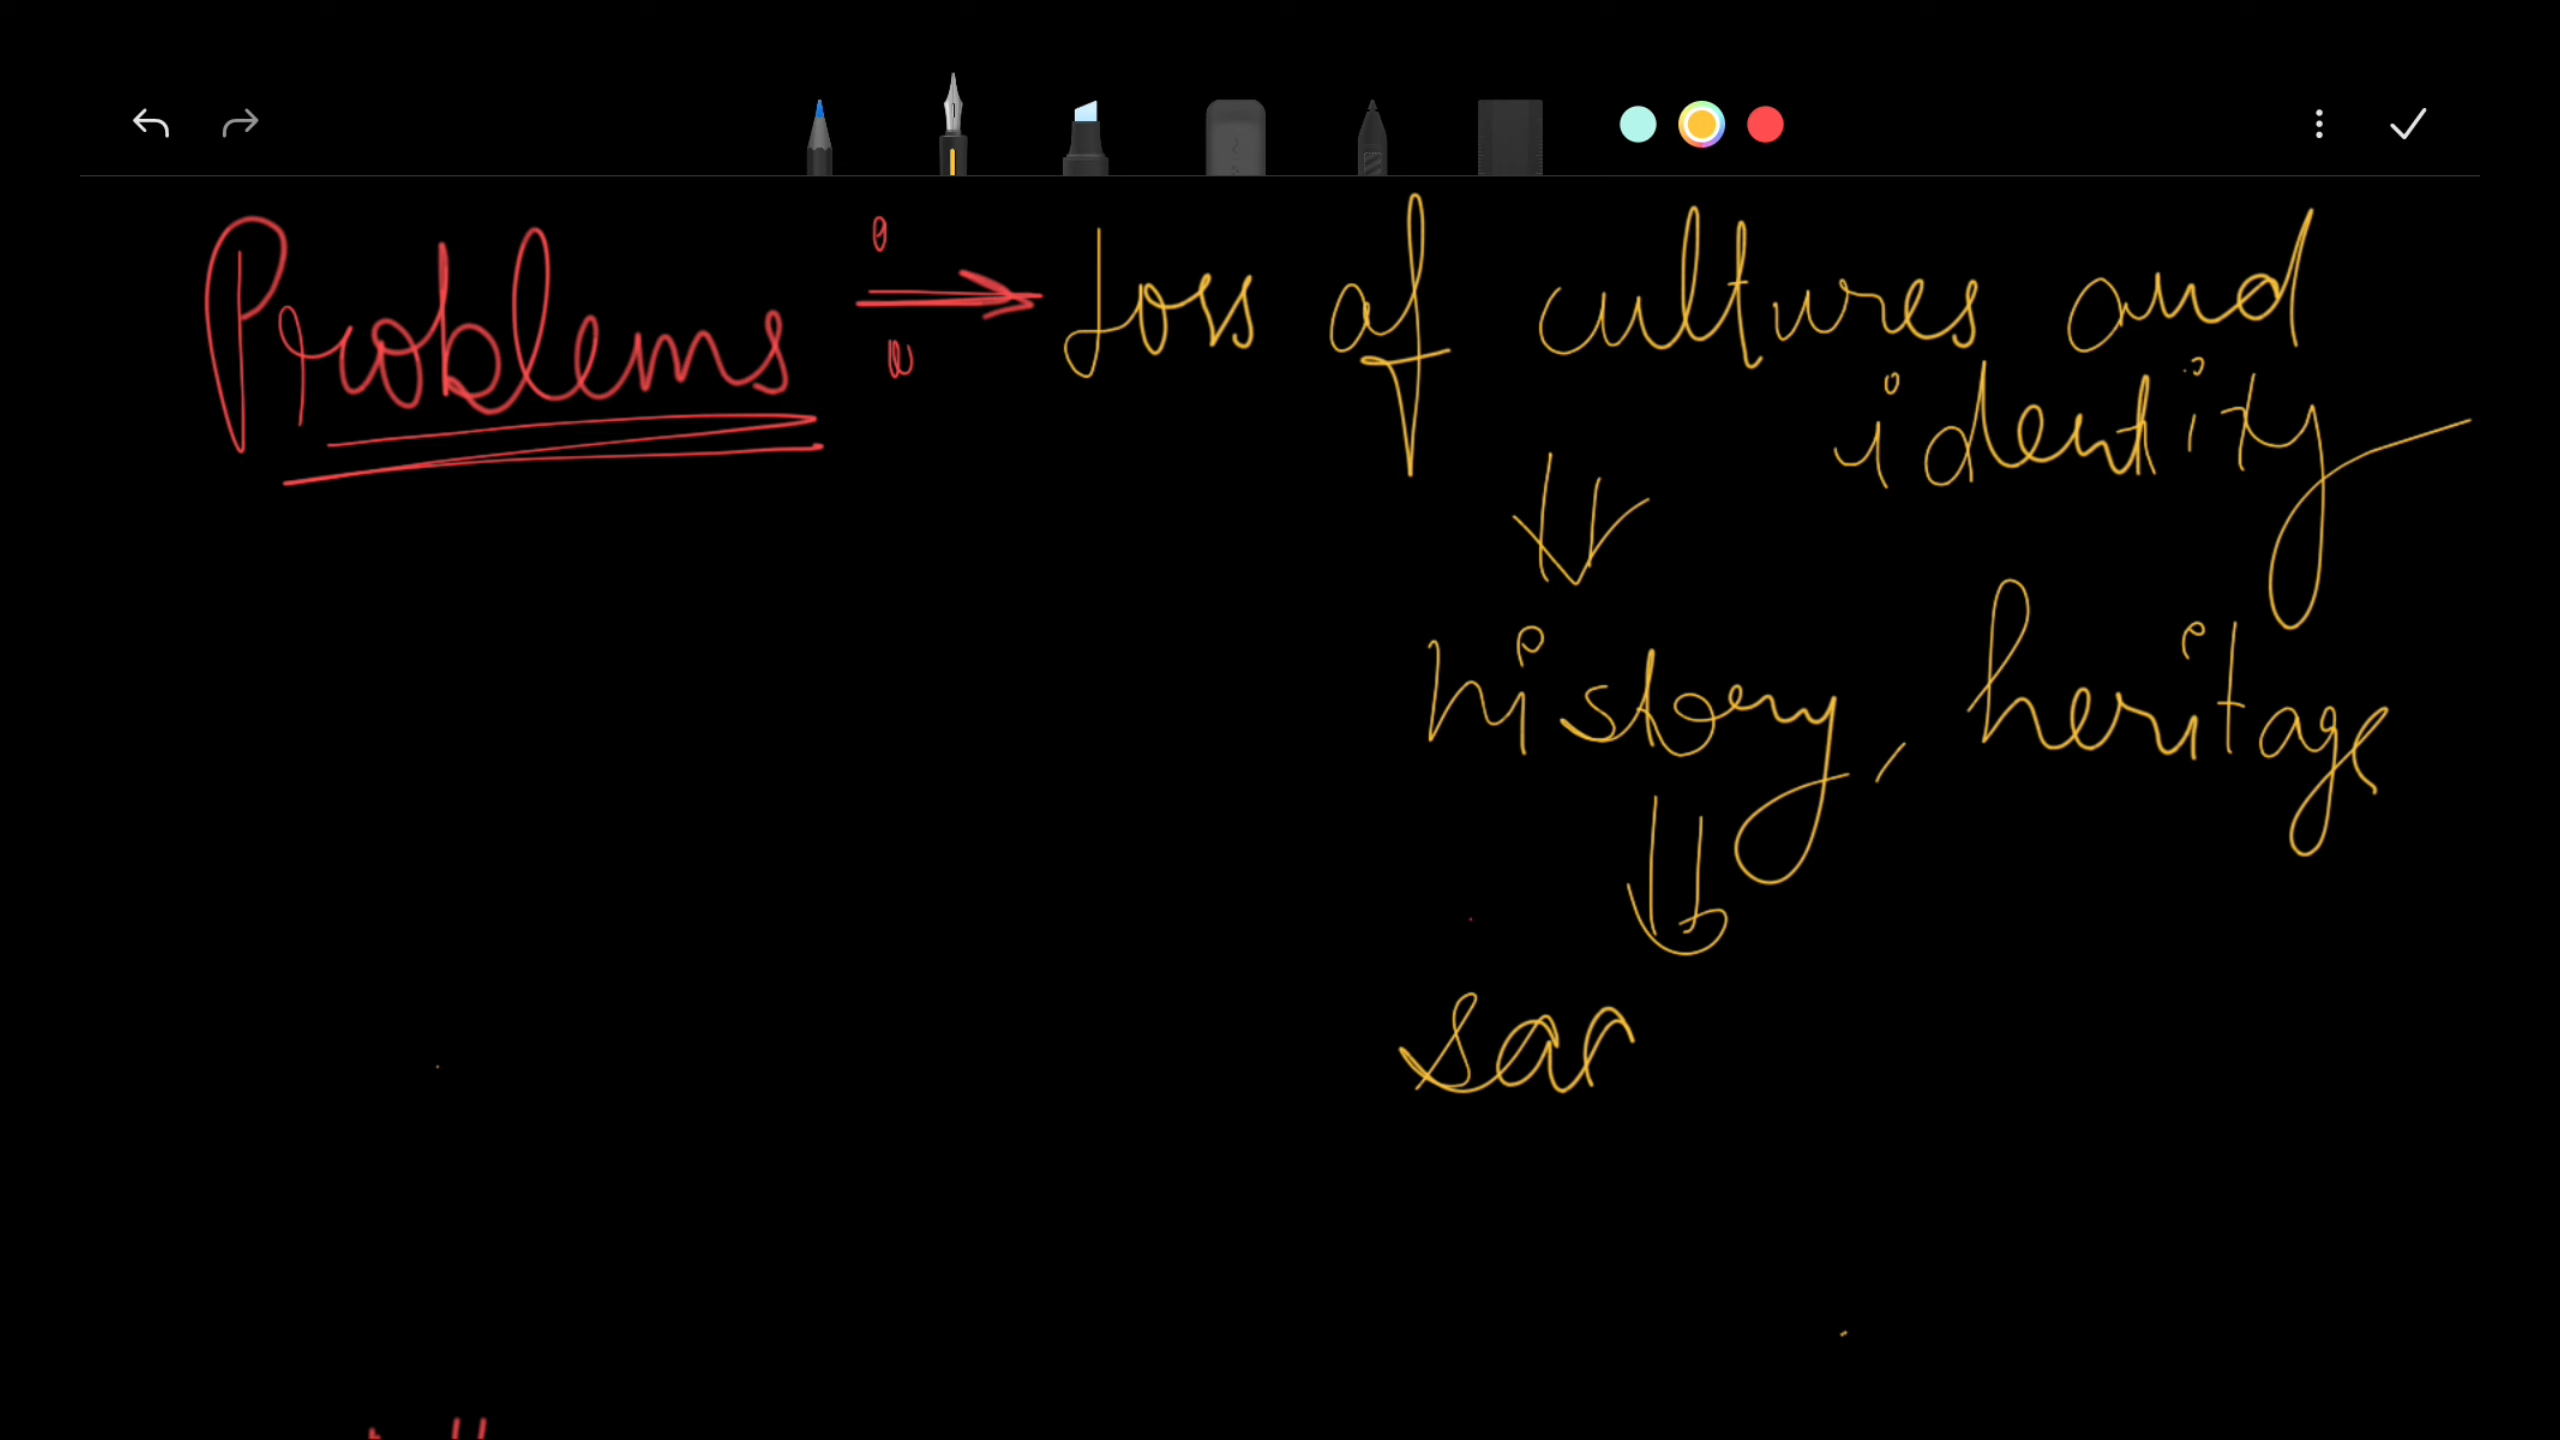 Problems ⇒ Loss of cultures and
identity
⇓
history, heritage
⇓
sar